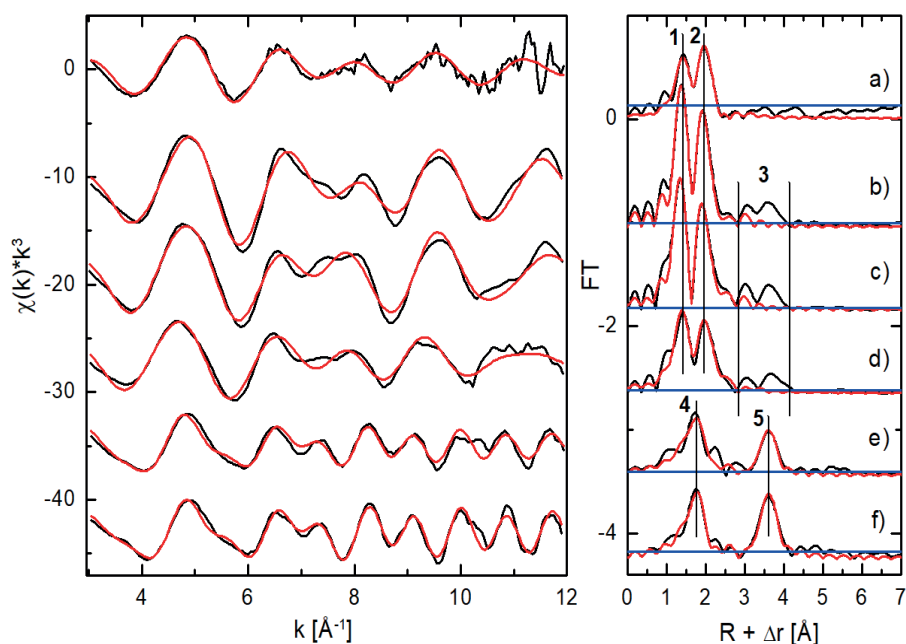 χ(k)*k³
0
-10
-20
-30
-40
4 6 8 10 12
k [Å⁻¹]
FT
0
-2
-4
0 1 2 3 4 5 6 7
R + Δr [Å]
1 2
a)
3
b)
c)
d)
4 5
e)
f)